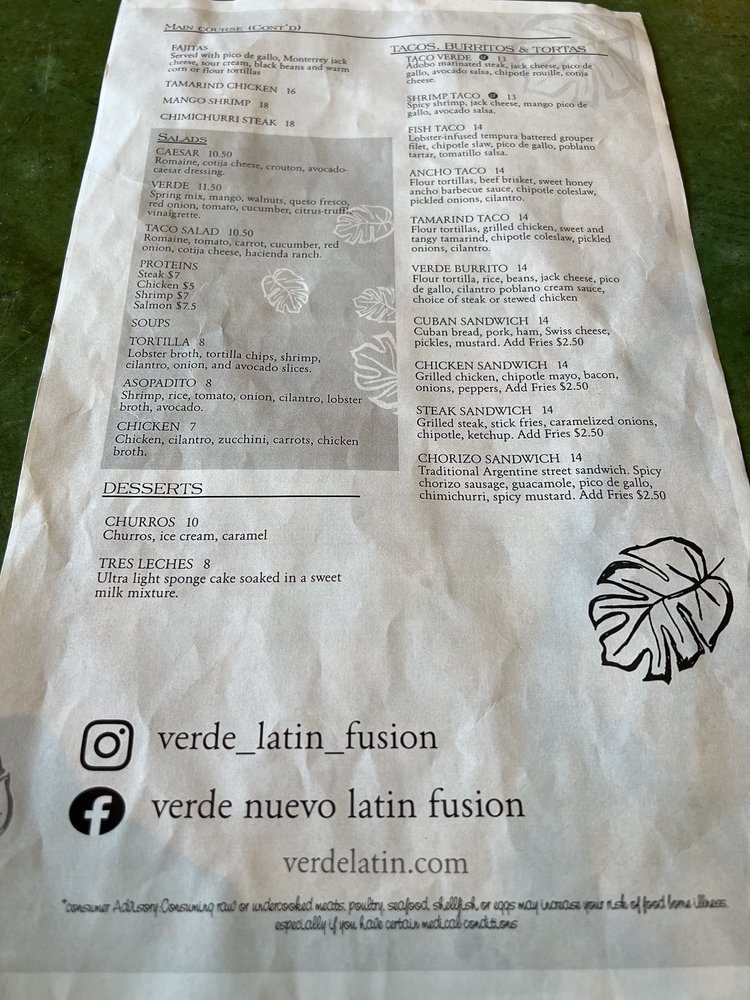 MAIN COURSE (CONT'D)
FAJITAS
Served with pico de gallo, Monterrey jack
cheese, sour cream, black beans and warm
corn or flour tortillas
TAMARIND CHICKEN 16
MANGO SHRIMP 18
CHIMICHURRI STEAK 18
SALADS
CAESAR 10.50
Romaine, cotija cheese, crouton, avocado-
caesar dressing.
VERDE 11.50
Spring mix, mango, walnuts, queso fresco,
red onion, tomato, cucumber, citrus-truffl
vinaigrette.
TACO SALAD 10.50
Romaine, tomato, carrot, cucumber, red
onion, cotija cheese, hacienda ranch.
PROTEINS
Steak $7
Chicken $5
Shrimp $7
Salmon $7.5
SOUPS
TORTILLA 8
Lobster broth, tortilla chips, shrimp,
cilantro, onion, and avocado slices.
ASOPADITO 8
Shrimp, rice, tomato, onion, cilantro, lobster
broth, avocado.
CHICKEN 7
Chicken, cilantro, zucchini, carrots, chicken
broth.
DESSERTS
CHURROS 10
Churros, ice cream, caramel
TRES LECHES 8
Ultra light sponge cake soaked in a sweet
milk mixture.
TACOS, BURRITOS & TORTAS
TACO VERDE 13
Adobo marinated steak, jack cheese, pico de
gallo, avocado salsa, chipotle rouille, cotija
cheese.
SHRIMP TACO 13
Spicy shrimp, jack cheese, mango pico de
gallo, avocado salsa.
FISH TACO 14
Lobster-infused tempura battered grouper
filet, chipotle slaw, pico de gallo, poblano
tartar, tomatillo salsa.
ANCHO TACO 14
Flour tortillas, beef brisket, sweet honey
ancho barbecue sauce, chipotle coleslaw,
pickled onions, cilantro.
TAMARIND TACO 14
Flour tortillas, grilled chicken, sweet and
tangy tamarind, chipotle coleslaw, pickled
onions, cilantro.
VERDE BURRITO 14
Flour tortilla, rice, beans, jack cheese, pico
de gallo, cilantro poblano cream sauce,
choice of steak or stewed chicken
CUBAN SANDWICH 14
Cuban bread, pork, ham, Swiss cheese,
pickles, mustard. Add Fries $2.50
CHICKEN SANDWICH 14
Grilled chicken, chipotle mayo, bacon,
onions, peppers, Add Fries $2.50
STEAK SANDWICH 14
Grilled steak, stick fries, caramelized onions,
chipotle, ketchup. Add Fries $2.50
CHORIZO SANDWICH 14
Traditional Argentine street sandwich. Spicy
chorizo sausage, guacamole, pico de gallo,
chimichurri, spicy mustard. Add Fries $2.50
verde_latin_fusion
verde nuevo latin fusion
verdelatin.com
*consumer Advisory:Consuming raw or undercooked meats, poultry, seafood, shellfish, or eggs may increase your risk of food borne illness,
especially if you have certain medical conditions